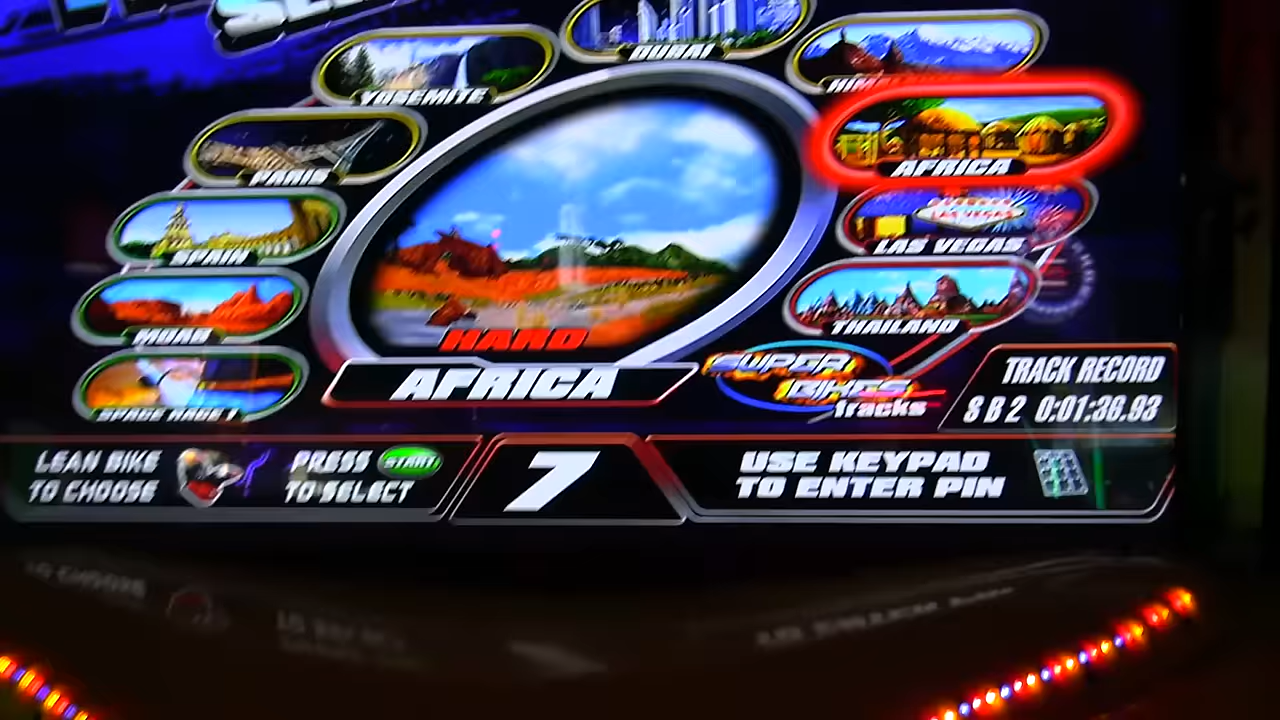 DUBAI
YOSEMITE
HIM
PARIS
AFRICA
SPAIN
LAS VEGAS
MOAB
THAILAND
HARD
SPACE RACE 1
AFRICA
SUPER
BIKES
tracks
TRACK RECORD
S B 2 0:01:36.93
LEAN BIKE
TO CHOOSE
PRESS START
TO SELECT
7
USE KEYPAD
TO ENTER PIN